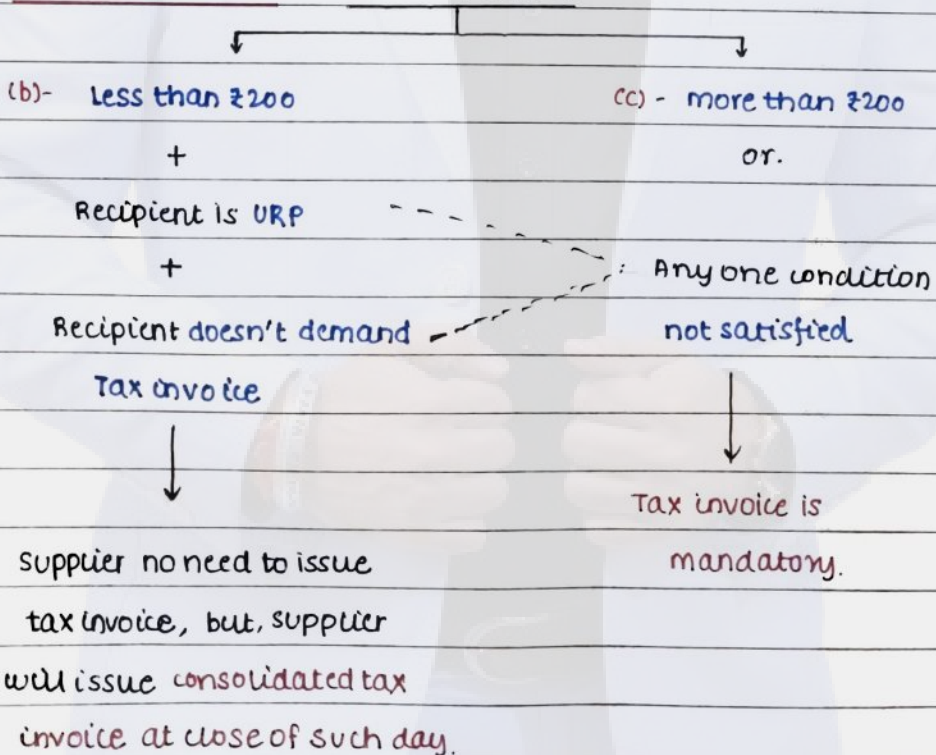 (b)- Less than ₹200
+
Recipient is URP
+
Recipient doesn't demand
Tax invoice
Supplier no need to issue
tax invoice, but, supplier
will issue consolidated tax
invoice at close of such day.
(c) - more than ₹200
or.
: Any one condition
not satisfied
Tax invoice is
mandatory.